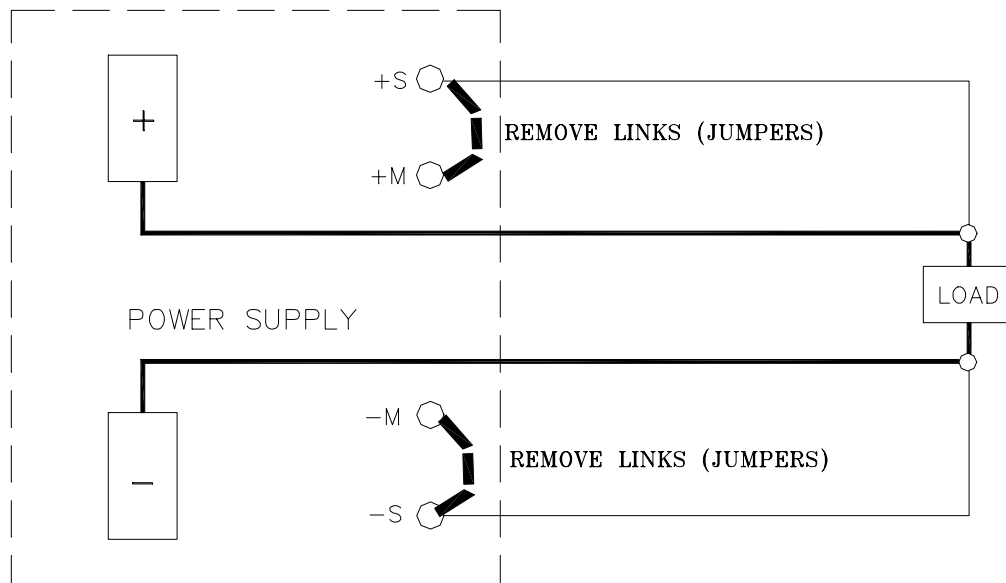 +S
+
REMOVE LINKS (JUMPERS)
+M
LOAD
POWER SUPPLY
-M
REMOVE LINKS (JUMPERS)
-
-S